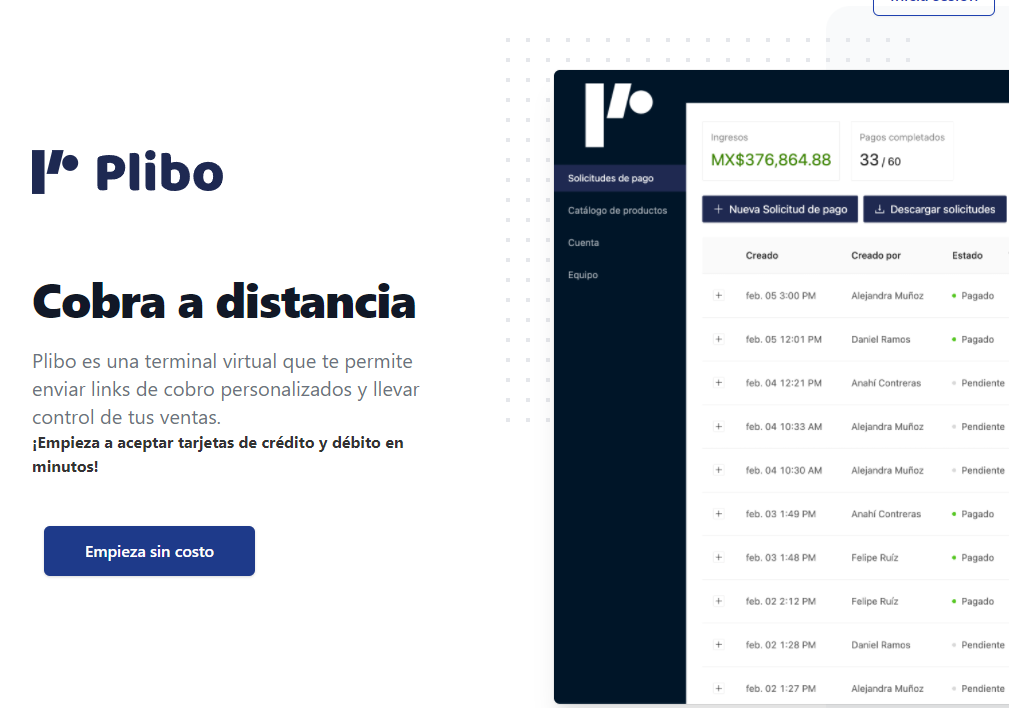 Plibo
Cobra a distancia
Plibo es una terminal virtual que te permite
enviar links de cobro personalizados y llevar
control de tus ventas.
¡Empieza a aceptar tarjetas de crédito y débito en
minutos!
Empieza sin costo
Solicitudes de pago
Catálogo de productos
Cuenta
Equipo
Ingresos
MX$376,864.88
Pagos completados
33 / 60
+ Nueva Solicitud de pago
Descargar solicitudes
Creado Creado por Estado
+ feb. 05 3:00 PM Alejandra Muñoz Pagado
+ feb. 05 12:01 PM Daniel Ramos Pagado
+ feb. 04 12:21 PM Anahí Contreras Pendiente
+ feb. 04 10:33 AM Alejandra Muñoz Pendiente
+ feb. 04 10:30 AM Alejandra Muñoz Pendiente
+ feb. 03 1:49 PM Anahí Contreras Pagado
+ feb. 03 1:48 PM Felipe Ruíz Pagado
+ feb. 02 2:12 PM Felipe Ruíz Pagado
+ feb. 02 1:28 PM Daniel Ramos Pendiente
+ feb. 02 1:27 PM Alejandra Muñoz Pendiente